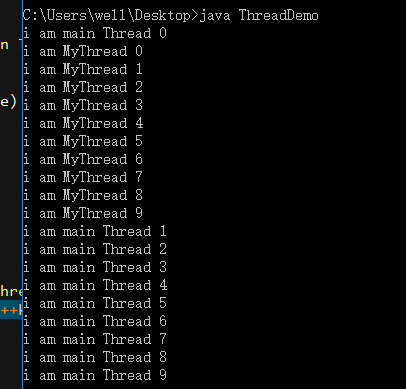 C:\Users\well\Desktop>java ThreadDemo
i am main Thread 0
i am MyThread 0
i am MyThread 1
i am MyThread 2
i am MyThread 3
i am MyThread 4
i am MyThread 5
i am MyThread 6
i am MyThread 7
i am MyThread 8
i am MyThread 9
i am main Thread 1
i am main Thread 2
i am main Thread 3
i am main Thread 4
i am main Thread 5
i am main Thread 6
i am main Thread 7
i am main Thread 8
i am main Thread 9